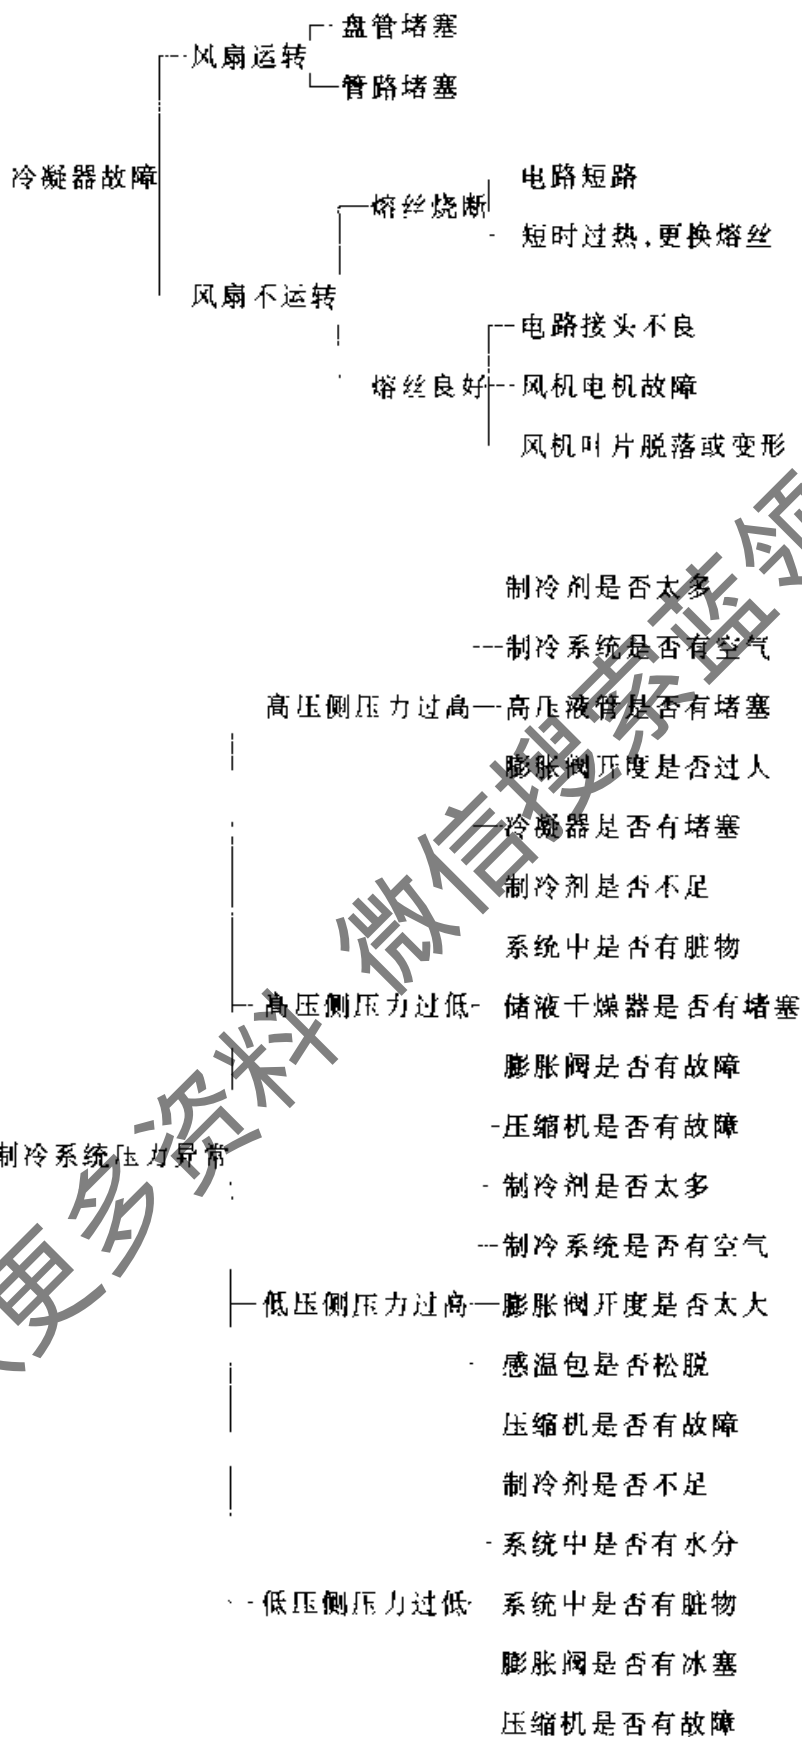 盘管堵塞
风扇运转
管路堵塞
冷凝器故障
电路短路
熔丝烧断
短时过热,更换熔丝
风扇不运转
电路接头不良
熔丝良好
风机电机故障
风机叶片脱落或变形
制冷剂是否太多
制冷系统是否有空气
高压侧压力过高
高压液管是否有堵塞
膨胀阀开度是否过人
冷凝器是否有堵塞
制冷剂是否不足
系统中是否有脏物
高压侧压力过低
储液干燥器是否有堵塞
膨胀阀是否有故障
压缩机是否有故障
制冷系统压力异常
制冷剂是否太多
制冷系统是否有空气
低压侧压力过高
膨胀阀开度是否太大
感温包是否松脱
压缩机是否有故障
制冷剂是否不足
系统中是否有水分
低压侧压力过低
系统中是否有脏物
膨胀阀是否有冰塞
压缩机是否有故障
更多资料 微信搜索蓝领